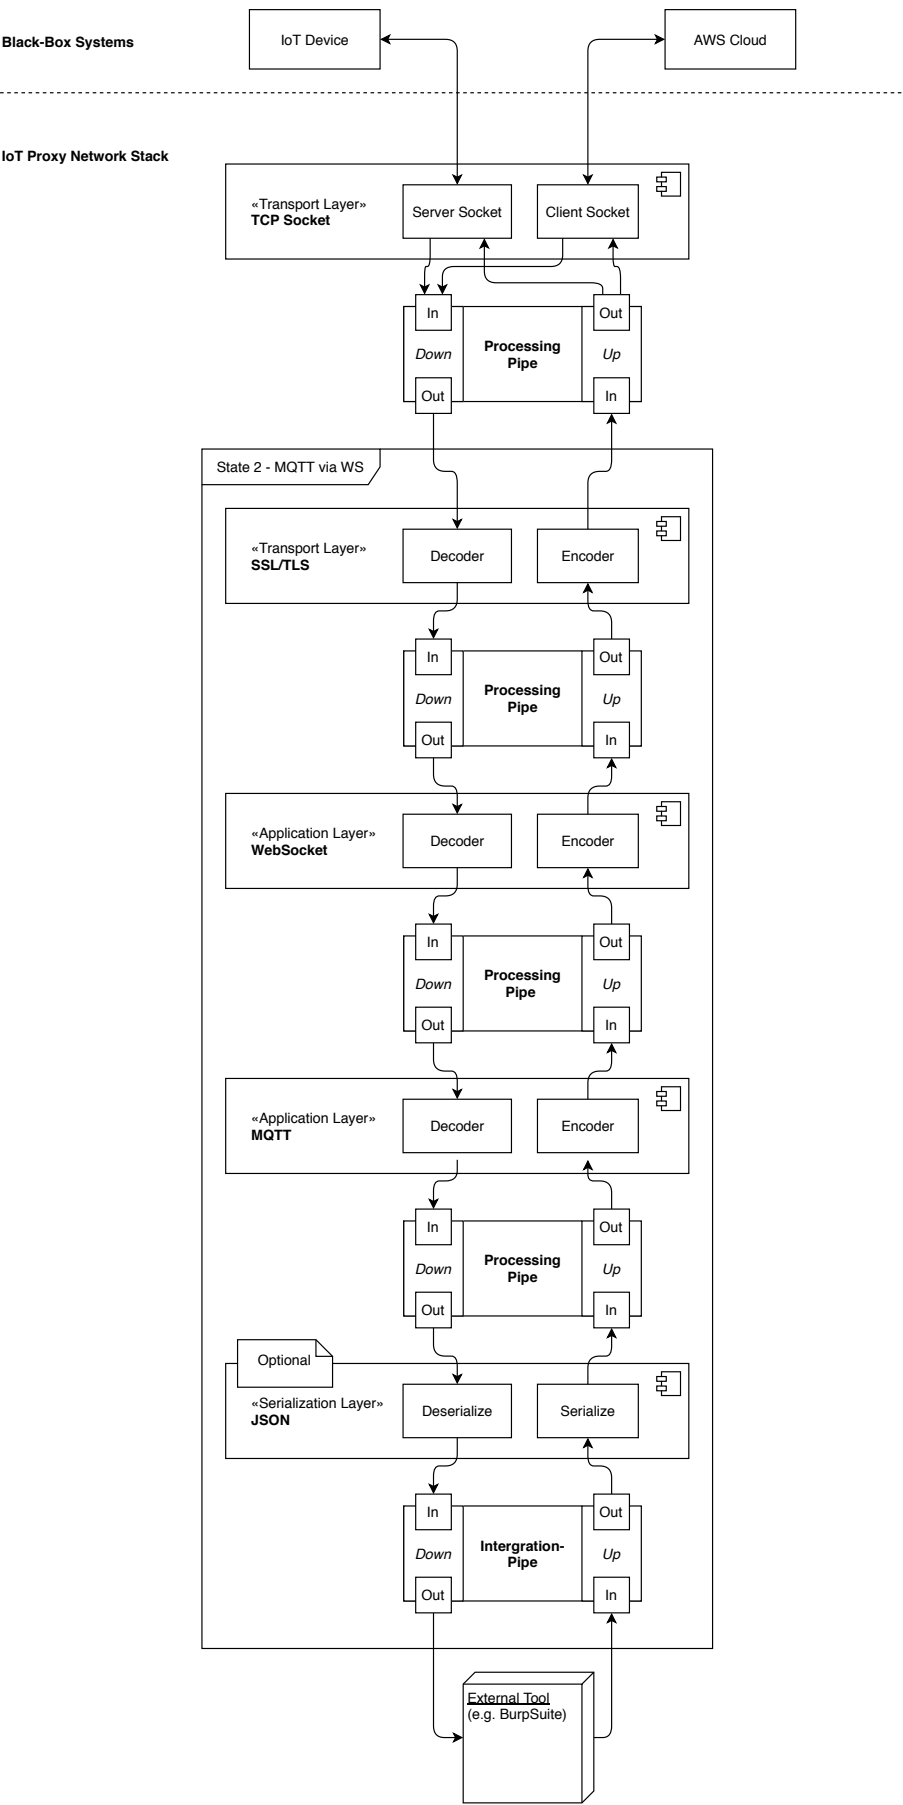 Black-Box Systems
IoT Device
AWS Cloud
IoT Proxy Network Stack
«Transport Layer»
TCP Socket
Server Socket
Client Socket
In
Out
Down
Processing
Pipe
Up
Out
In
State 2 - MQTT via WS
«Transport Layer»
SSL/TLS
Decoder
Encoder
In
Out
Down
Processing
Pipe
Up
Out
In
«Application Layer»
WebSocket
Decoder
Encoder
In
Out
Down
Processing
Pipe
Up
Out
In
«Application Layer»
MQTT
Decoder
Encoder
In
Out
Down
Processing
Pipe
Up
Out
In
Optional
«Serialization Layer»
JSON
Deserialize
Serialize
In
Out
Down
Intergration-
Pipe
Up
Out
In
External Tool
(e.g. BurpSuite)